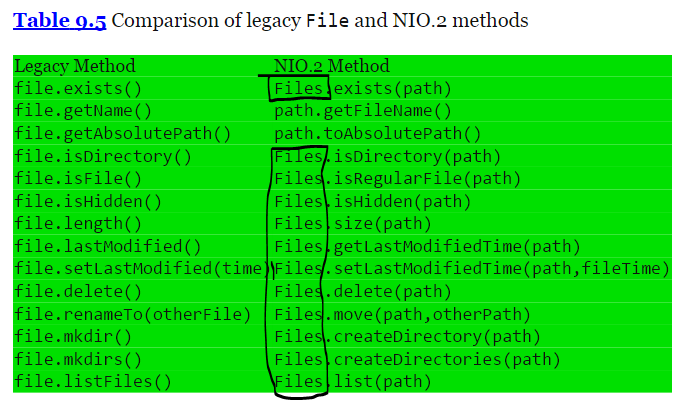 Table 9.5 Comparison of legacy File and NIO.2 methods
Legacy Method NIO.2 Method
file.exists() Files.exists(path)
file.getName() path.getFileName()
file.getAbsolutePath() path.toAbsolutePath()
file.isDirectory() Files.isDirectory(path)
file.isFile() Files.isRegularFile(path)
file.isHidden() Files.isHidden(path)
file.length() Files.size(path)
file.lastModified() Files.getLastModifiedTime(path)
file.setLastModified(time) Files.setLastModifiedTime(path,fileTime)
file.delete() Files.delete(path)
file.renameTo(otherFile) Files.move(path,otherPath)
file.mkdir() Files.createDirectory(path)
file.mkdirs() Files.createDirectories(path)
file.listFiles() Files.list(path)